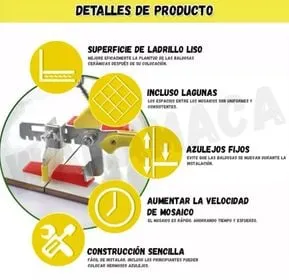 DETALLES DE PRODUCTO
SUPERFICIE DE LADRILLO LISO
MEJORE EFICAZMENTE LA PLANITUD DE LAS BALDOSAS
CERÁMICAS DESPUÉS DE SU COLOCACIÓN.
INCLUSO LAGUNAS
LOS ESPACIOS ENTRE LOS MOSAICOS SON UNIFORMES Y
CONSISTENTES.
AZULEJOS FIJOS
EVITE QUE LAS BALDOSAS SE MUEVAN DURANTE LA
INSTALACIÓN.
AUMENTAR LA VELOCIDAD
DE MOSAICO
EL MOSAICO ES RÁPIDO, AHORRANDO TIEMPO Y ESFUERZO.
CONSTRUCCIÓN SENCILLA
FÁCIL DE INSTALAR, INCLUSO LOS PRINCIPIANTES PUEDEN
COLOCAR HERMOSOS AZULEJOS.